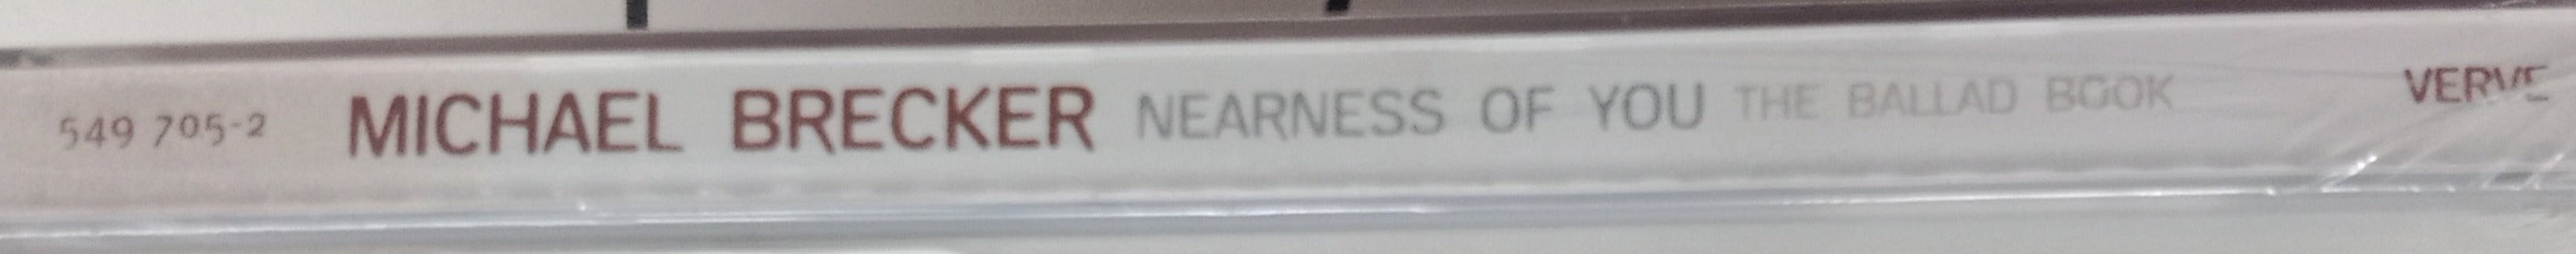 549 705-2 MICHAEL BRECKER NEARNESS OF YOU THE BALLAD BOOK VERVE